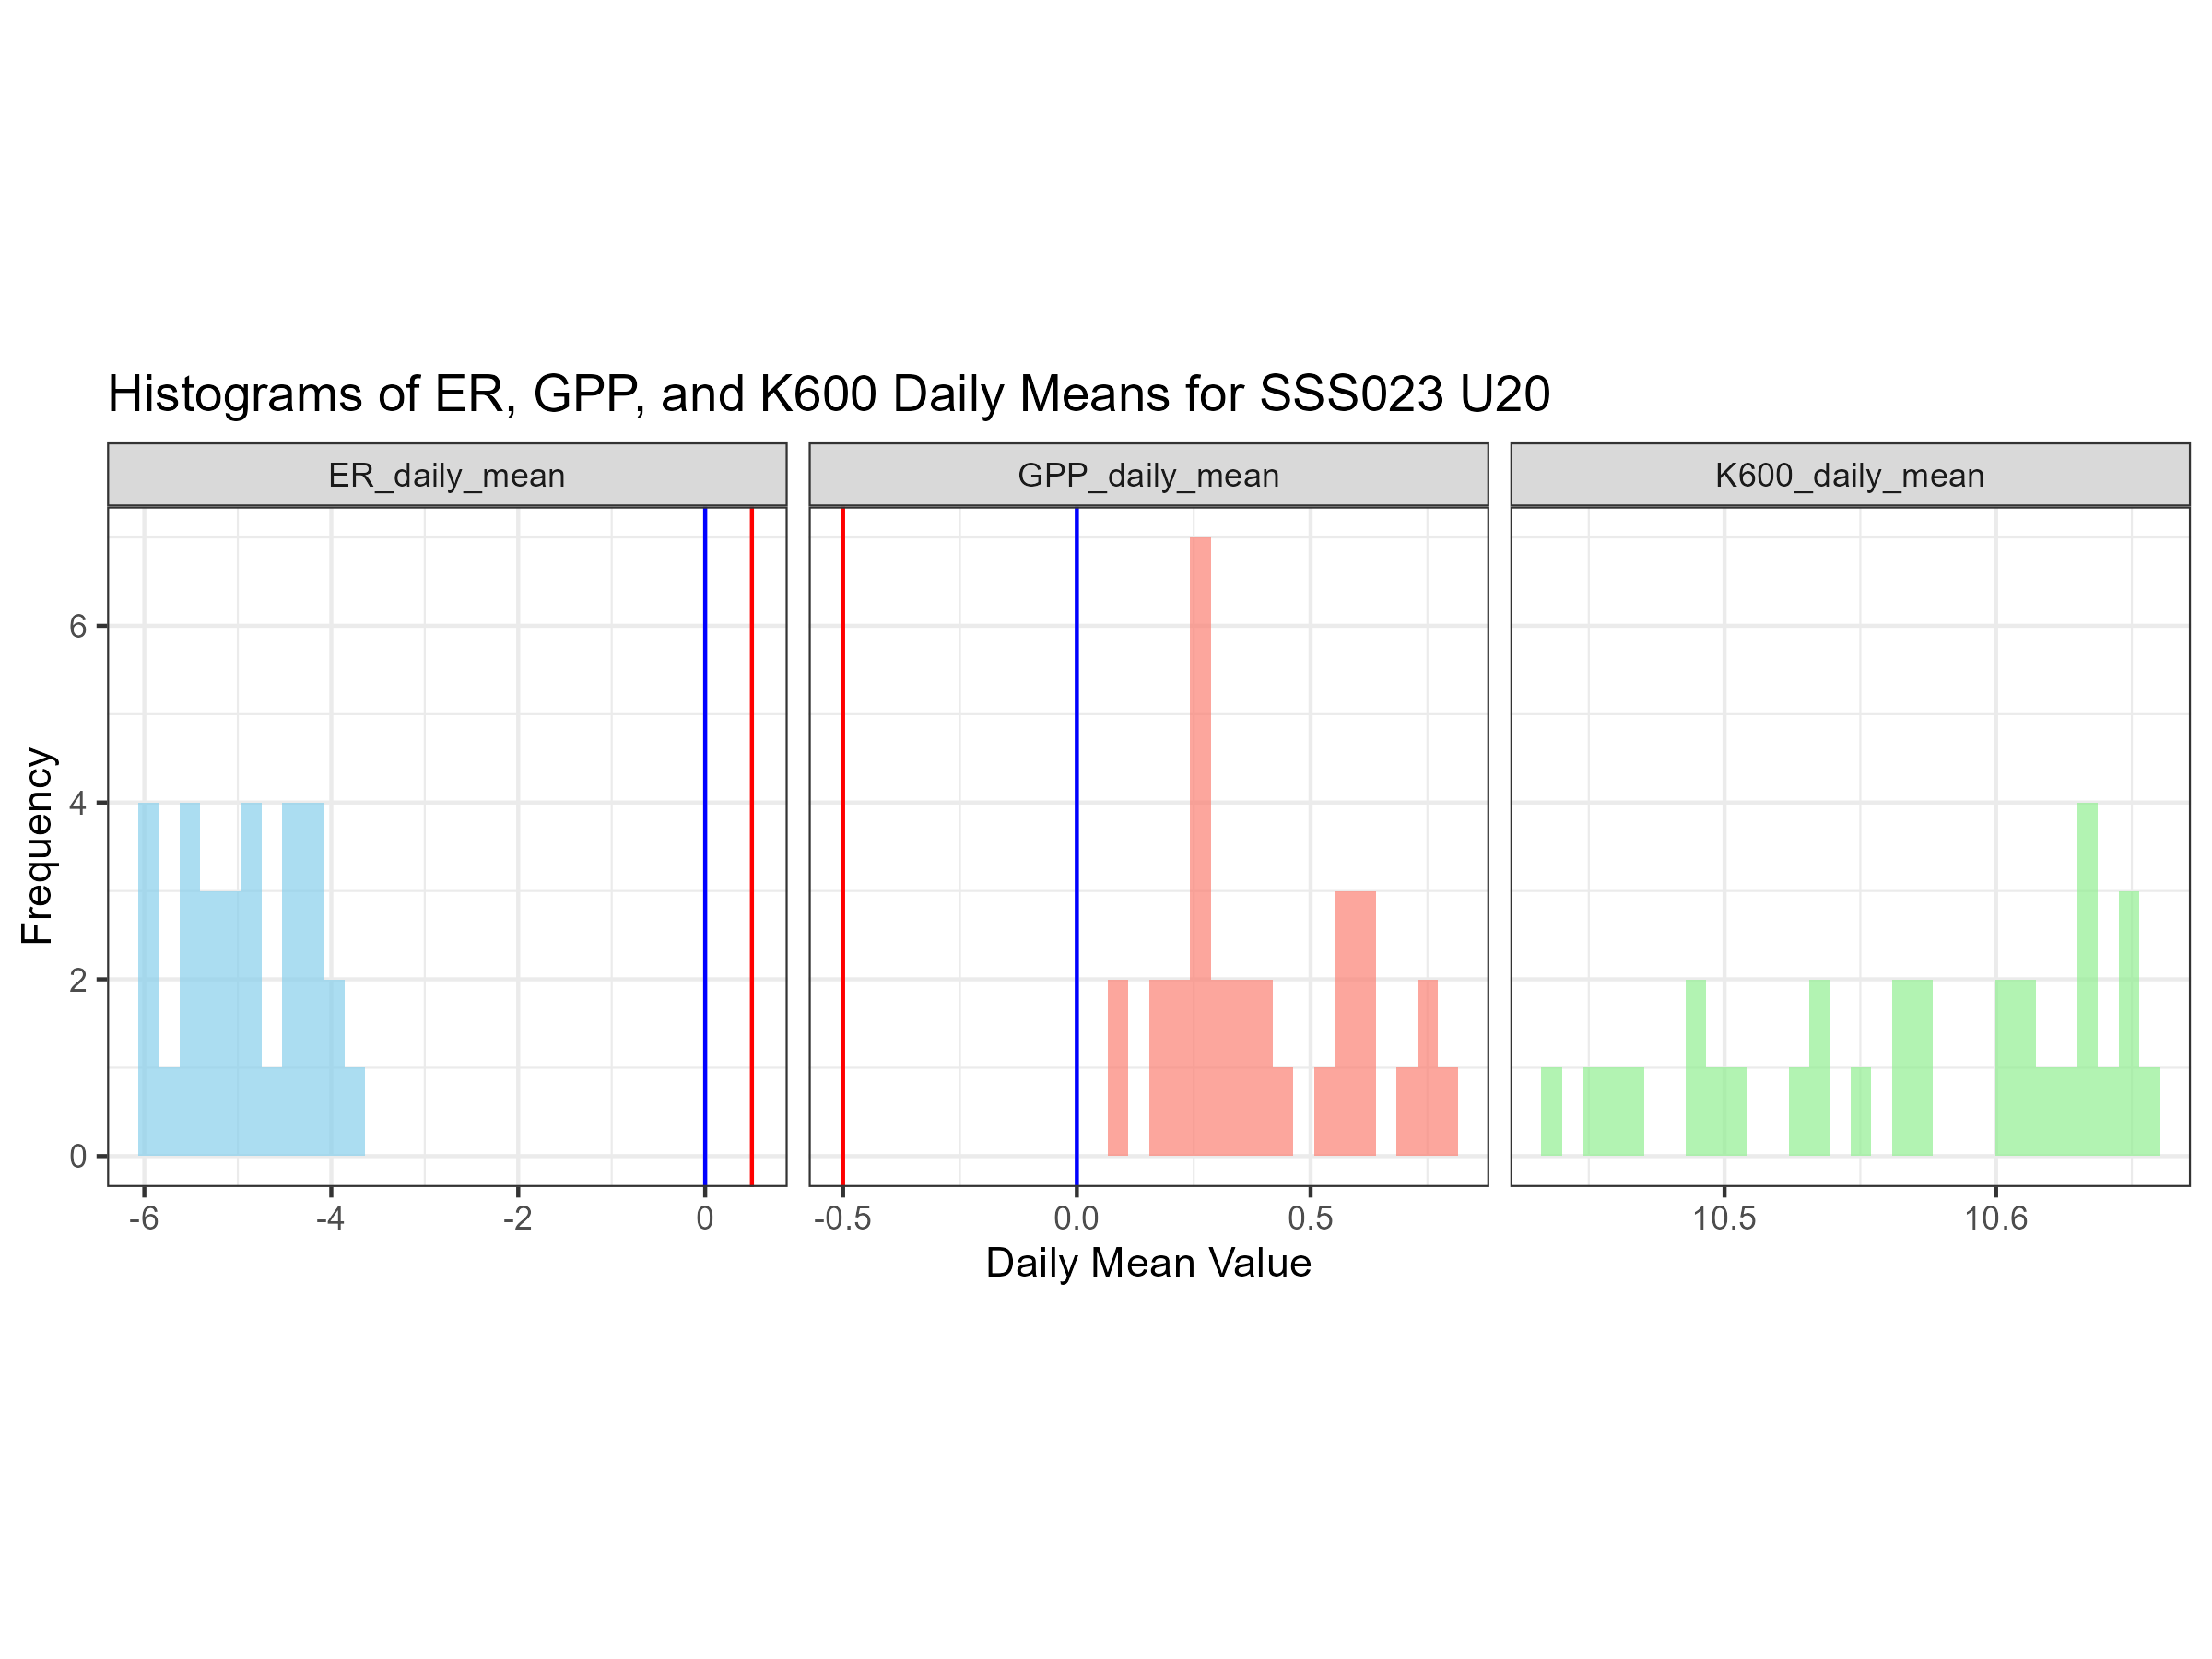 Histograms of ER, GPP, and K600 Daily Means for SSS023 U20
ER_daily_mean
GPP_daily_mean
K600_daily_mean
Frequency
6
4
2
0
-6
-4
-2
0
-0.5
0.0
0.5
10.5
10.6
Daily Mean Value